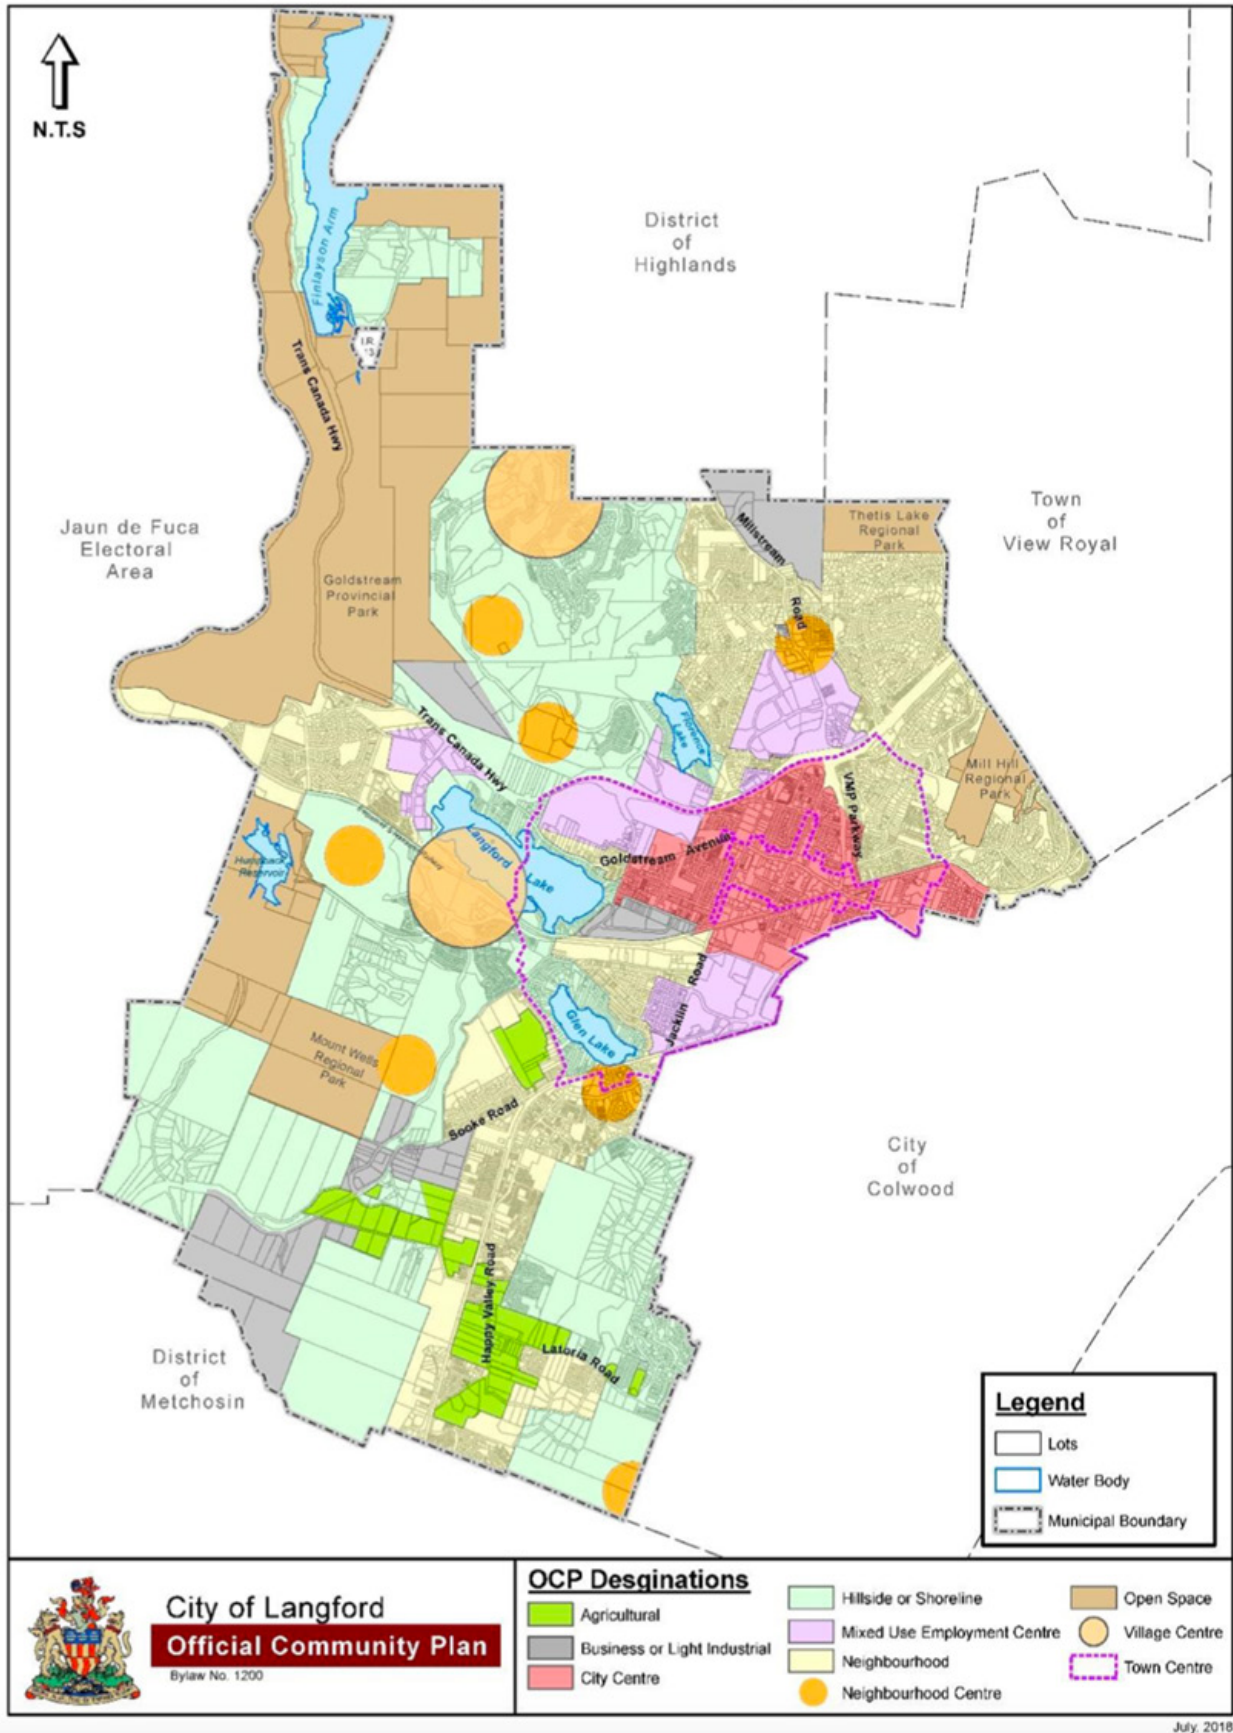 N.T.S
District
of
Highlands
Finlayson Arm
I.R.
Trans Canada Hwy
Jaun de Fuca
Electoral
Area
Goldstream
Provincial
Park
Millstream
Road
Thetis Lake
Regional
Park
Town
of
View Royal
Florence
Lake
Trans Canada Hwy
Mill Hill
Regional
Park
VMP Parkway
Langford
Lake
Goldstream Avenue
Humpback
Reservoir
Jacklin Road
Glen Lake
Mount Wells
Regional
Park
Sooke Road
City
of
Colwood
Happy Valley Road
Latoria Road
District
of
Metchosin
Legend
Lots
Water Body
Municipal Boundary
City of Langford
Official Community Plan
Bylaw No. 1200
OCP Desginations
Agricultural
Business or Light Industrial
City Centre
Hillside or Shoreline
Mixed Use Employment Centre
Neighbourhood
Neighbourhood Centre
Open Space
Village Centre
Town Centre
July, 2018